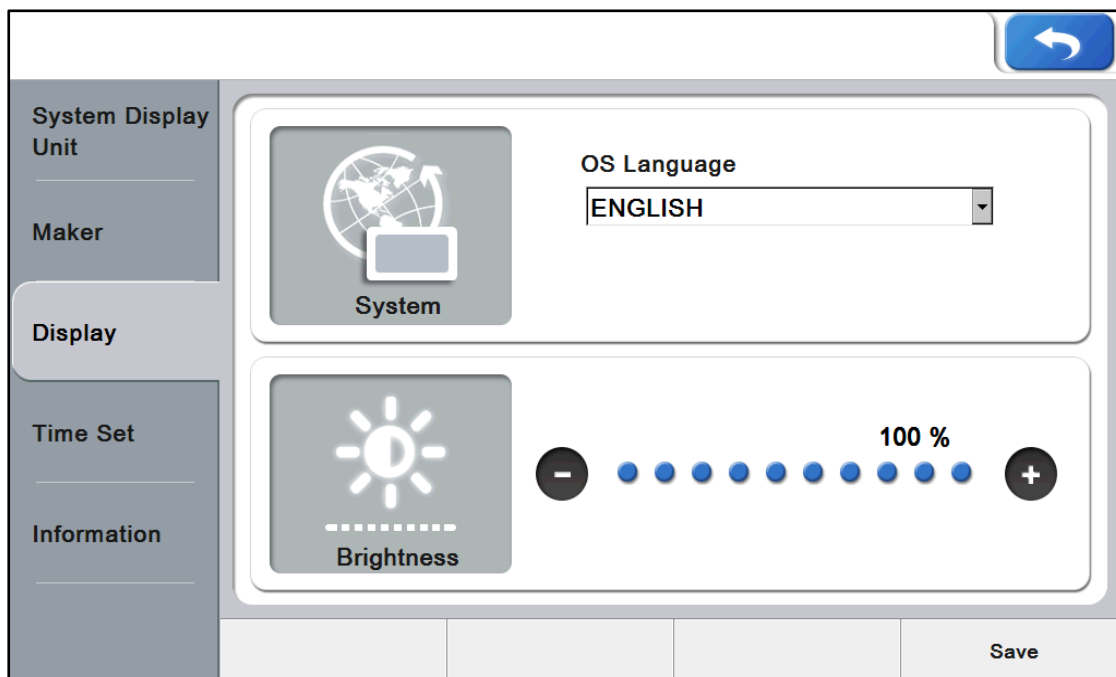 System Display
Unit
Maker
Display
Time Set
Information
System
OS Language
ENGLISH
Brightness
100 %
-
+
Save